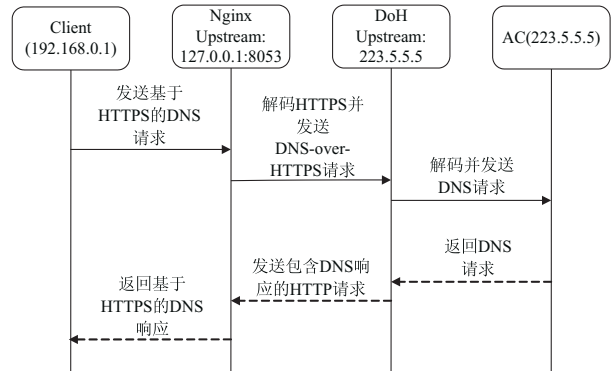 Client
(192.168.0.1)
Nginx
Upstream:
127.0.0.1:8053
DoH
Upstream:
223.5.5.5
AC(223.5.5.5)
发送基于
HTTPS的DNS
请求
解码HTTPS并
发送
DNS-over-
HTTPS请求
解码并发送
DNS请求
返回DNS
请求
发送包含DNS响
应的HTTP请求
返回基于
HTTPS的DNS
响应